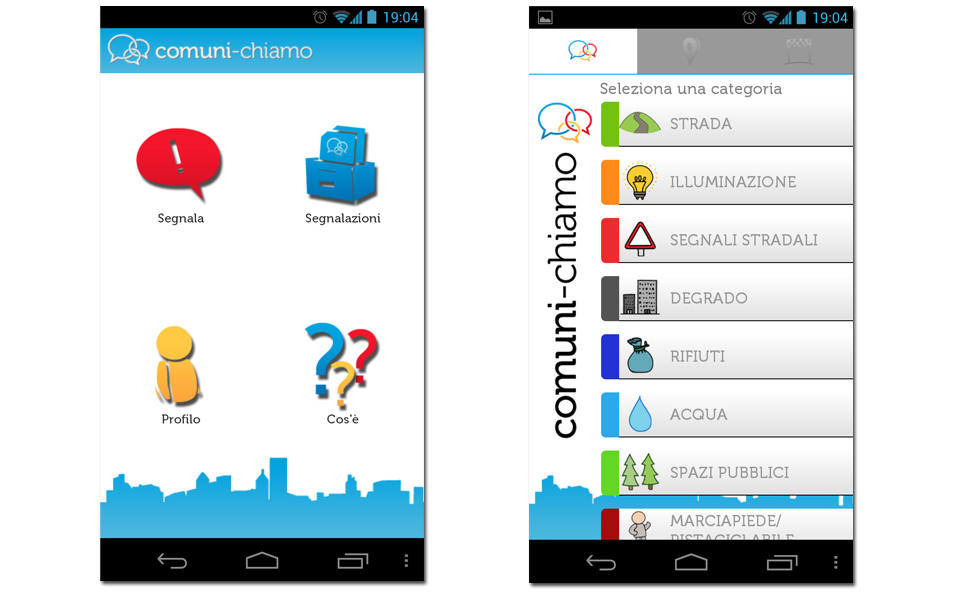 19:04
comuni-chiamo
Segnala
Segnalazioni
Profilo
Cos'è
19:04
Seleziona una categoria
comuni-chiamo
STRADA
ILLUMINAZIONE
SEGNALI STRADALI
DEGRADO
RIFIUTI
ACQUA
SPAZI PUBBLICI
MARCIAPIEDE/
PISTACICLABILE